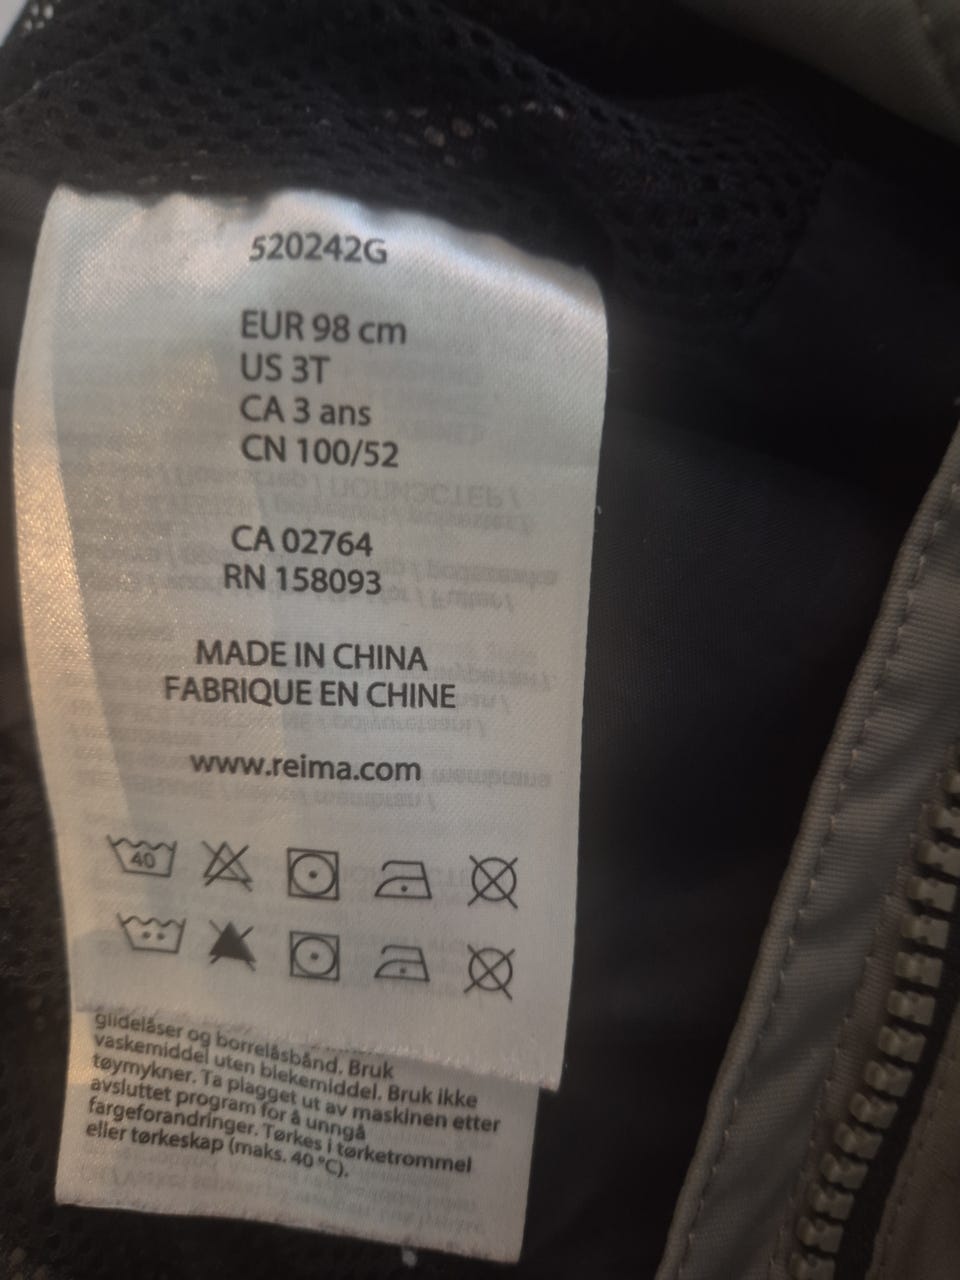 520242G
EUR 98 cm
US 3T
CA 3 ans
CN 100/52
CA 02764
RN 158093
MADE IN CHINA
FABRIQUE EN CHINE
www.reima.com
40
glidelåser og borrelåsbånd. Bruk
vaskemiddel uten blekemiddel. Bruk ikke
tøymykner. Ta plagget ut av maskinen etter
avsluttet program for å unngå
fargeforandringer. Tørkes i tørketrommel
eller tørkeskap (maks. 40 °C).